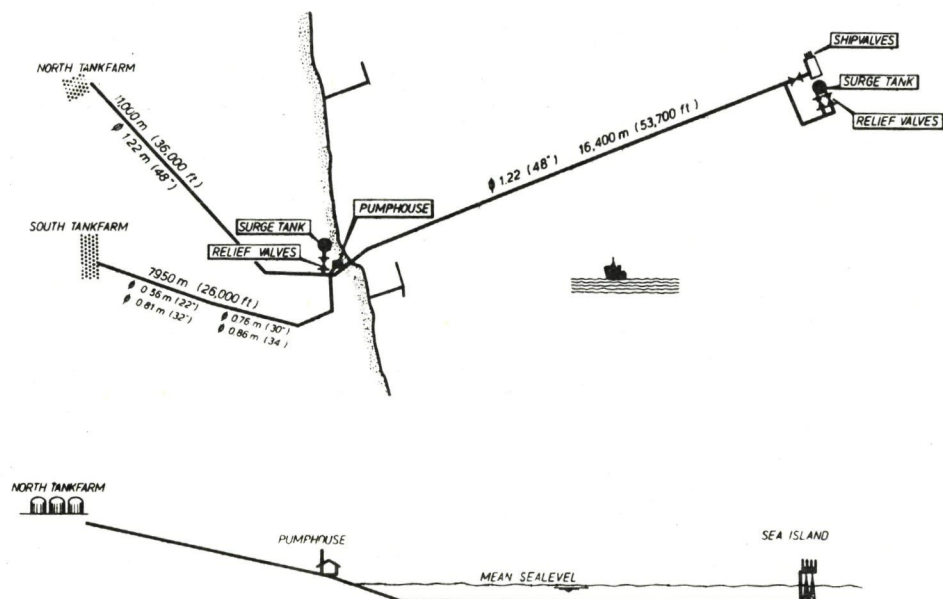 SHIPVALVES
NORTH TANKFARM
SURGE TANK
RELIEF VALVES
11,000 m (36,000 ft)
ϕ 1.22 m (48")
16,400 m (53,700 ft)
ϕ 1.22 (48")
PUMPHOUSE
SOUTH TANKFARM
SURGE TANK
RELIEF VALVES
7950 m (26,000 ft)
ϕ 0.56 m (22")
ϕ 0.81 m (32")
ϕ 0.76 m (30")
ϕ 0.86 m (34)
NORTH TANKFARM
PUMPHOUSE
SEA ISLAND
MEAN SEALEVEL